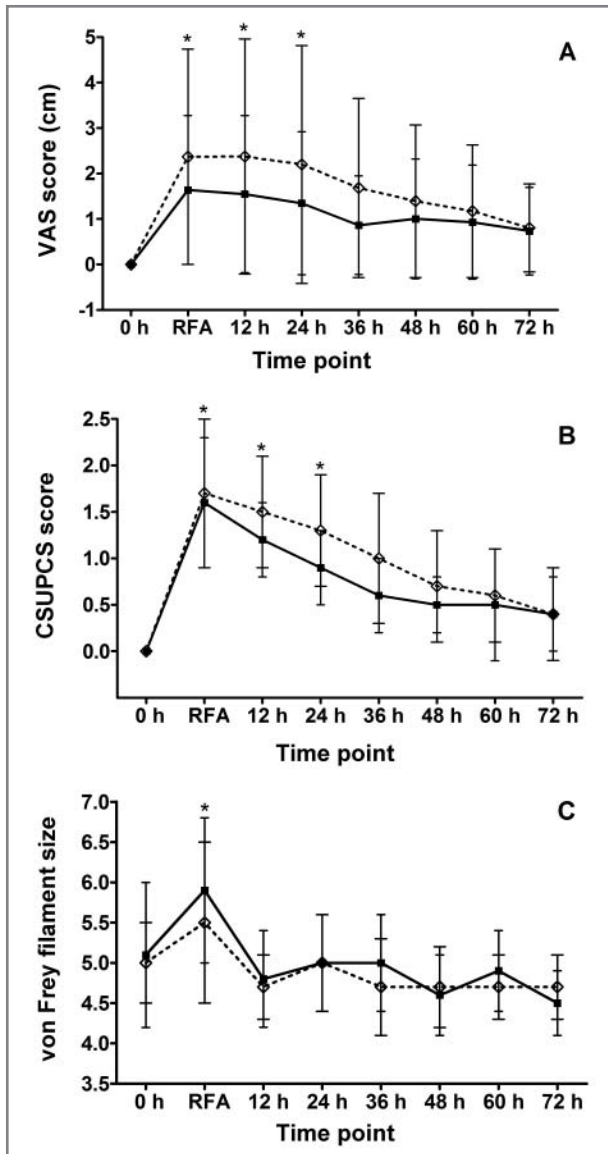 A
* * *
VAS score (cm)
5
4
3
2
1
0
-1
0 h RFA 12 h 24 h 36 h 48 h 60 h 72 h
Time point
B
* * *
CSUPCS score
2.5
2.0
1.5
1.0
0.5
0.0
0 h RFA 12 h 24 h 36 h 48 h 60 h 72 h
Time point
C
*
von Frey filament size
7.0
6.5
6.0
5.5
5.0
4.5
4.0
3.5
0 h RFA 12 h 24 h 36 h 48 h 60 h 72 h
Time point